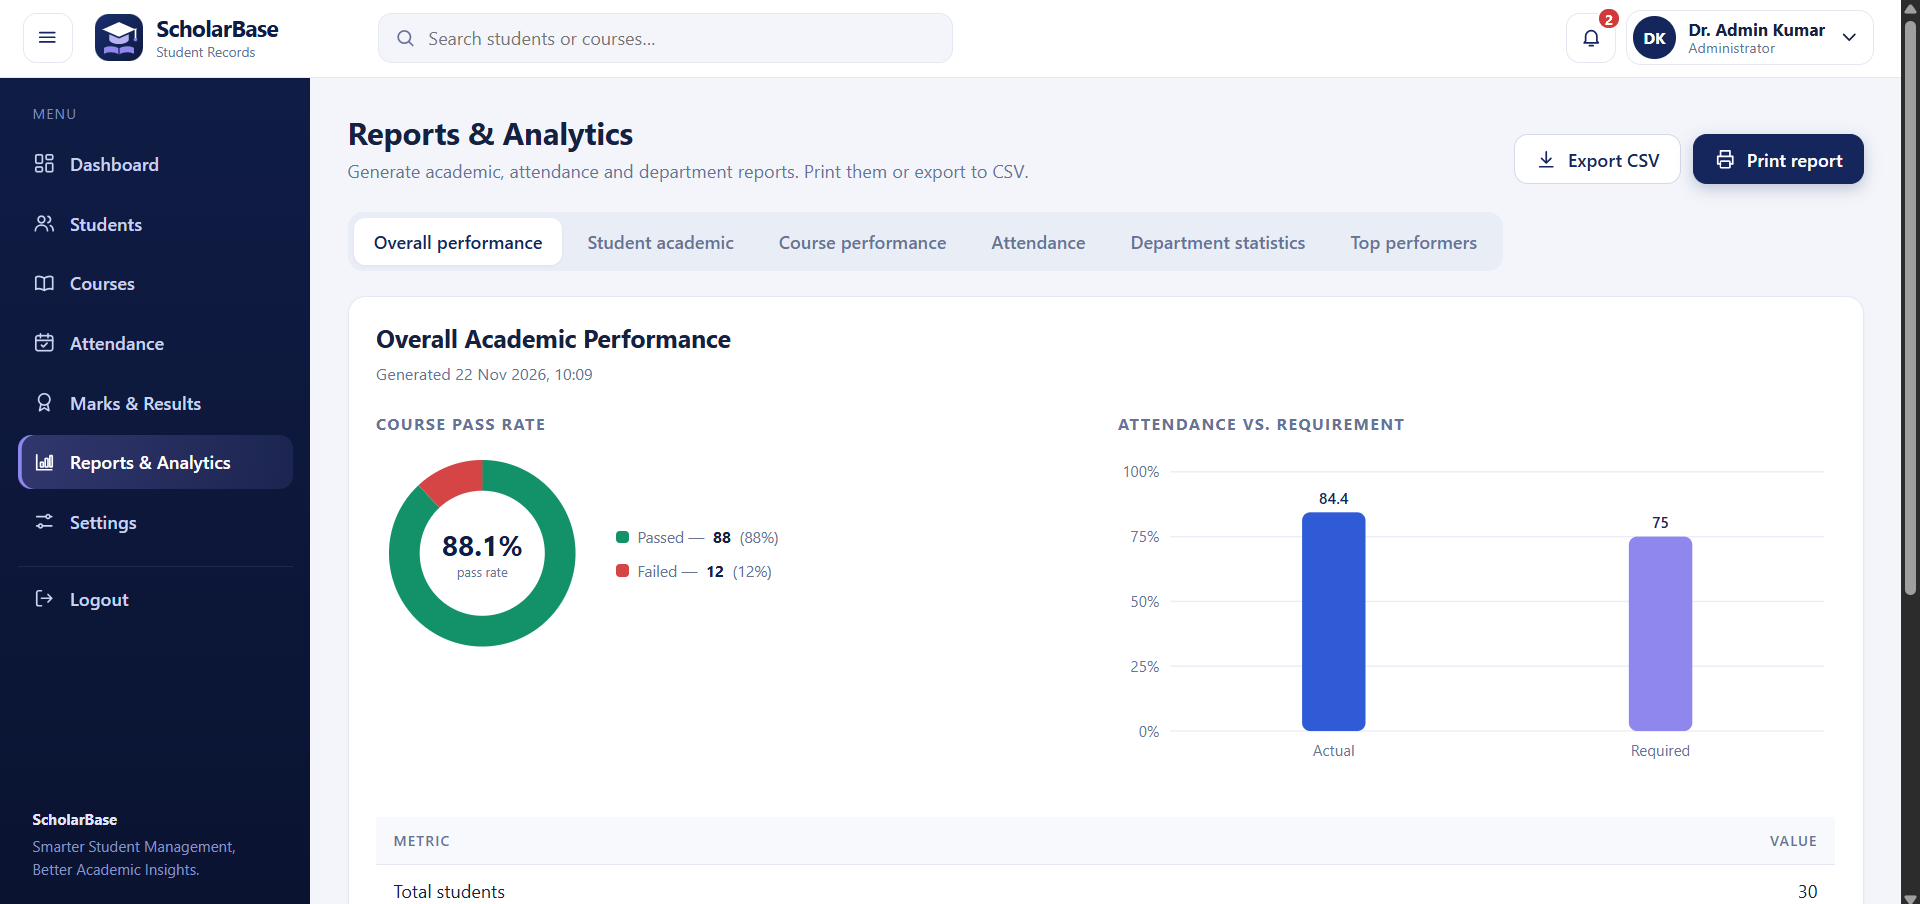 ScholarBase
Student Records
Search students or courses...
2
DK
Dr. Admin Kumar
Administrator
MENU
Dashboard
Students
Courses
Attendance
Marks & Results
Reports & Analytics
Settings
Logout
ScholarBase
Smarter Student Management,
Better Academic Insights.
Reports & Analytics
Generate academic, attendance and department reports. Print them or export to CSV.
Export CSV
Print report
Overall performance
Student academic
Course performance
Attendance
Department statistics
Top performers
Overall Academic Performance
Generated 22 Nov 2026, 10:09
COURSE PASS RATE
88.1%
pass rate
Passed — 88 (88%)
Failed — 12 (12%)
ATTENDANCE VS. REQUIREMENT
100%
75%
50%
25%
0%
84.4
75
Actual
Required
METRIC VALUE
Total students 30